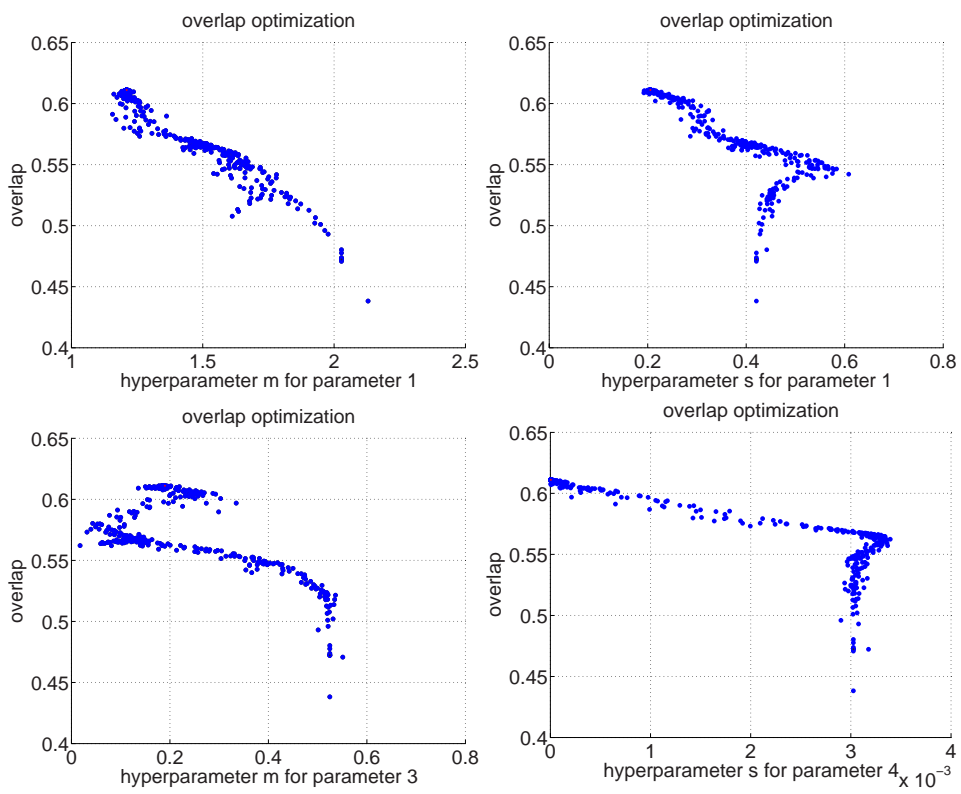 overlap optimization
0.65
0.6
0.55
0.5
0.45
0.4
overlap
1 1.5 2 2.5
hyperparameter m for parameter 1
overlap optimization
0.65
0.6
0.55
0.5
0.45
0.4
overlap
0 0.2 0.4 0.6 0.8
hyperparameter s for parameter 1
overlap optimization
0.65
0.6
0.55
0.5
0.45
0.4
overlap
0 0.2 0.4 0.6 0.8
hyperparameter m for parameter 3
overlap optimization
0.65
0.6
0.55
0.5
0.45
0.4
overlap
0 1 2 3 4
hyperparameter s for parameter 4
x 10⁻³